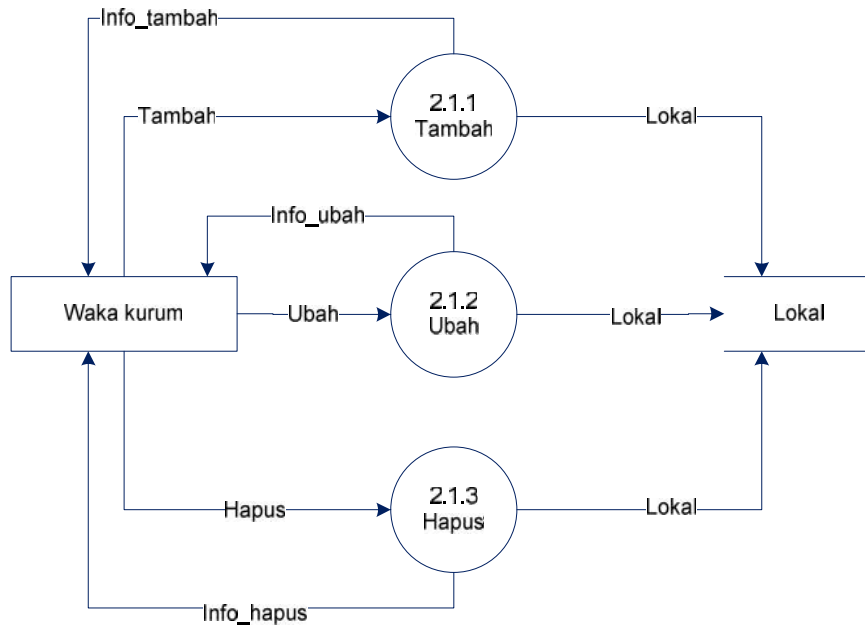 Info_tambah
2.1.1
Tambah
Tambah
Lokal
Info_ubah
2.1.2
Ubah
Waka kurum
Ubah
Lokal
Lokal
2.1.3
Hapus
Hapus
Lokal
Info_hapus